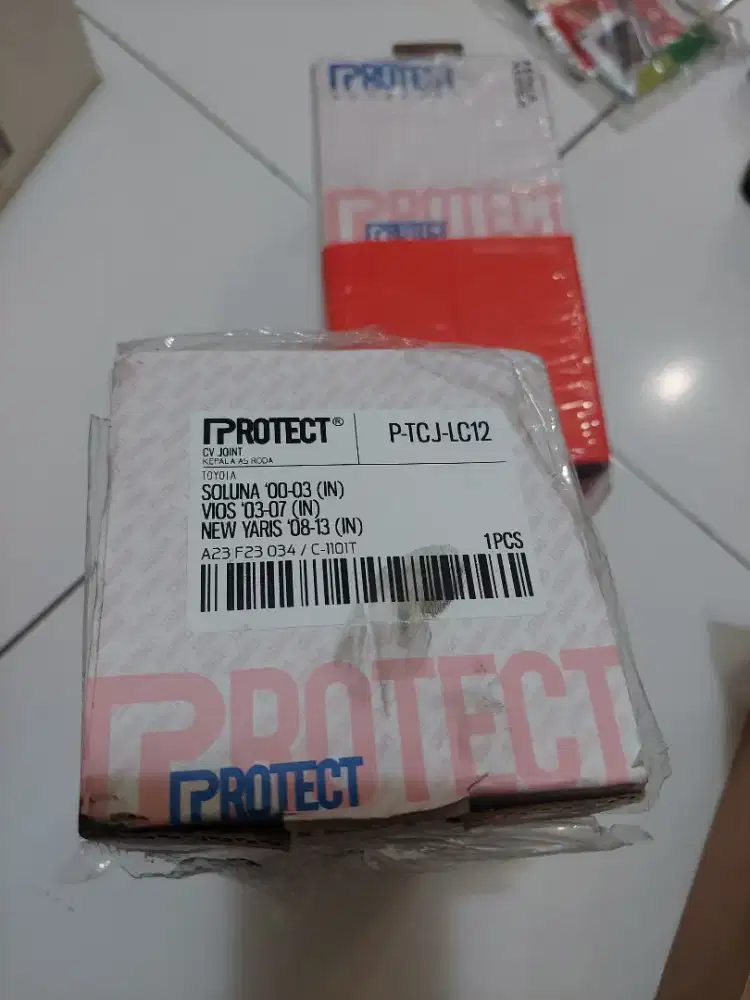 PROTECT
PROTECT
PROTECT® P-TCJ-LC12
CV JOINT
KEPALA AS RODA
TOYOTA
SOLUNA '00-03 (IN)
VIOS '03-07 (IN)
NEW YARIS '08-13 (IN)
A23 F23 034 / C-1101T 1PCS
PROTECT
PROTECT